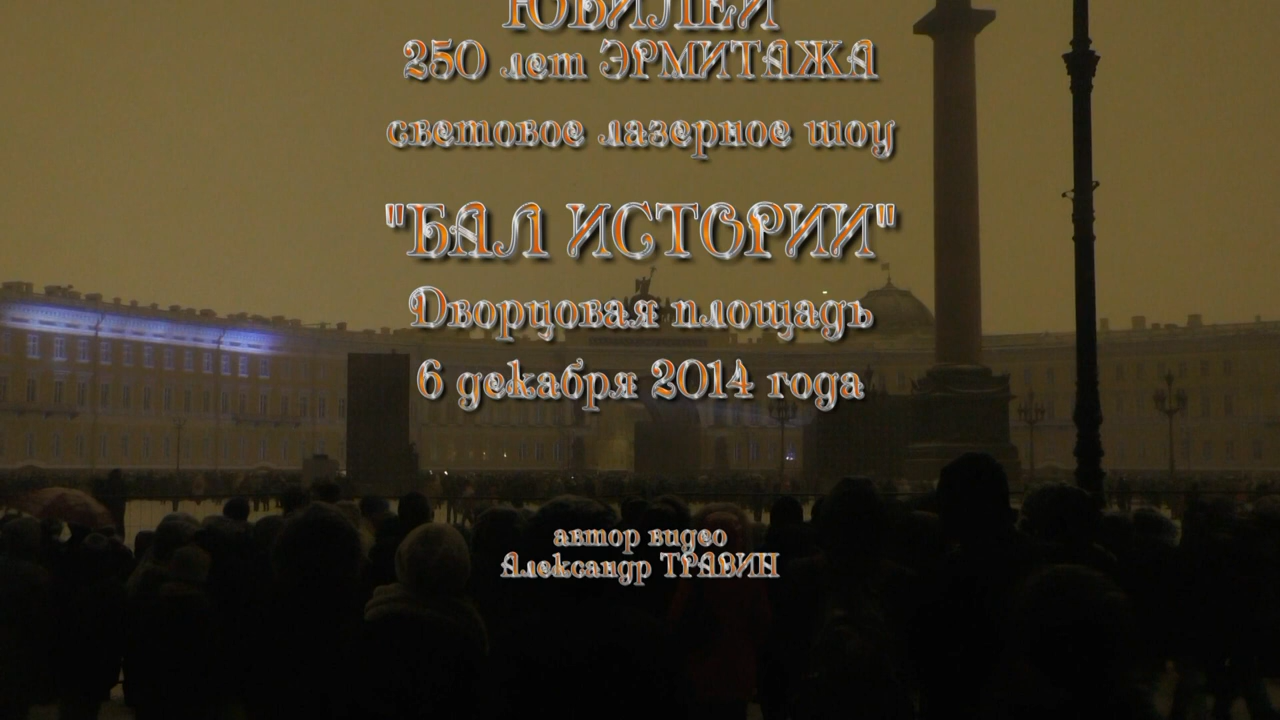 ЮБИЛЕЙ
250 лет ЭРМИТАЖА
световое лазерное шоу
"БАЛ ИСТОРИИ"
Дворцовая площадь
6 декабря 2014 года
автор видео
Александр ТРАВИН